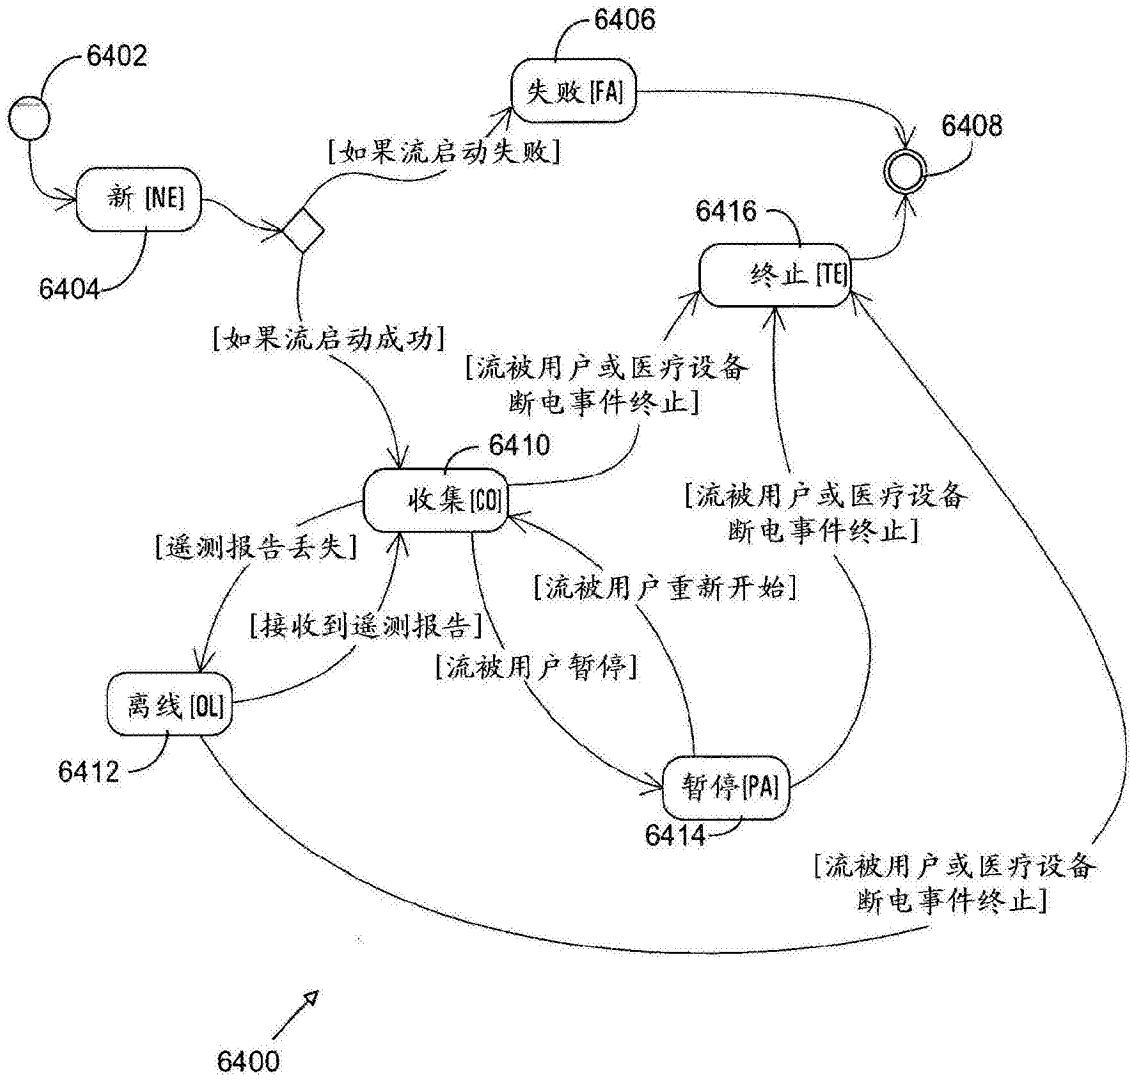 6402
6406
失败[FA]
6408
[如果流启动失败]
新[NE]
6416
6404
终止[TE]
[如果流启动成功]
[流被用户或医疗设备
断电事件终止]
6410
收集[CO]
[流被用户或医疗设备
断电事件终止]
[遥测报告丢失]
[流被用户重新开始]
[接收到遥测报告]
[流被用户暂停]
离线[OL]
6412
暂停[PA]
6414
[流被用户或医疗设备
断电事件终止]
6400